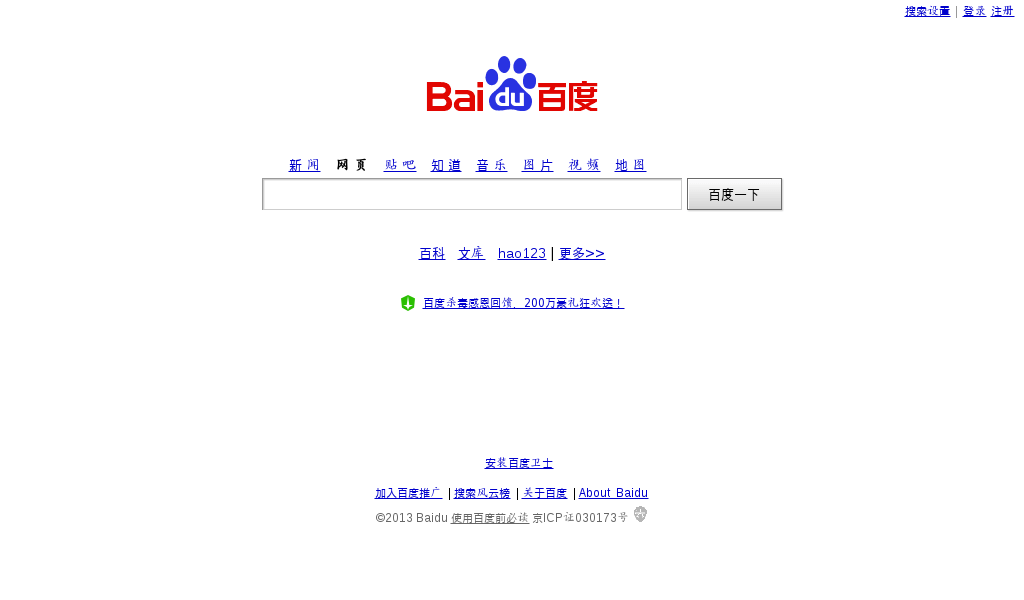 搜索设置 | 登录 注册
Bai du 百度
新 闻 网 页 贴 吧 知 道 音 乐 图 片 视 频 地 图
百度一下
百科 文库 hao123 | 更多>>
百度杀毒感恩回馈，200万豪礼狂欢送！
安装百度卫士
加入百度推广 | 搜索风云榜 | 关于百度 | About Baidu
©2013 Baidu 使用百度前必读 京ICP证030173号